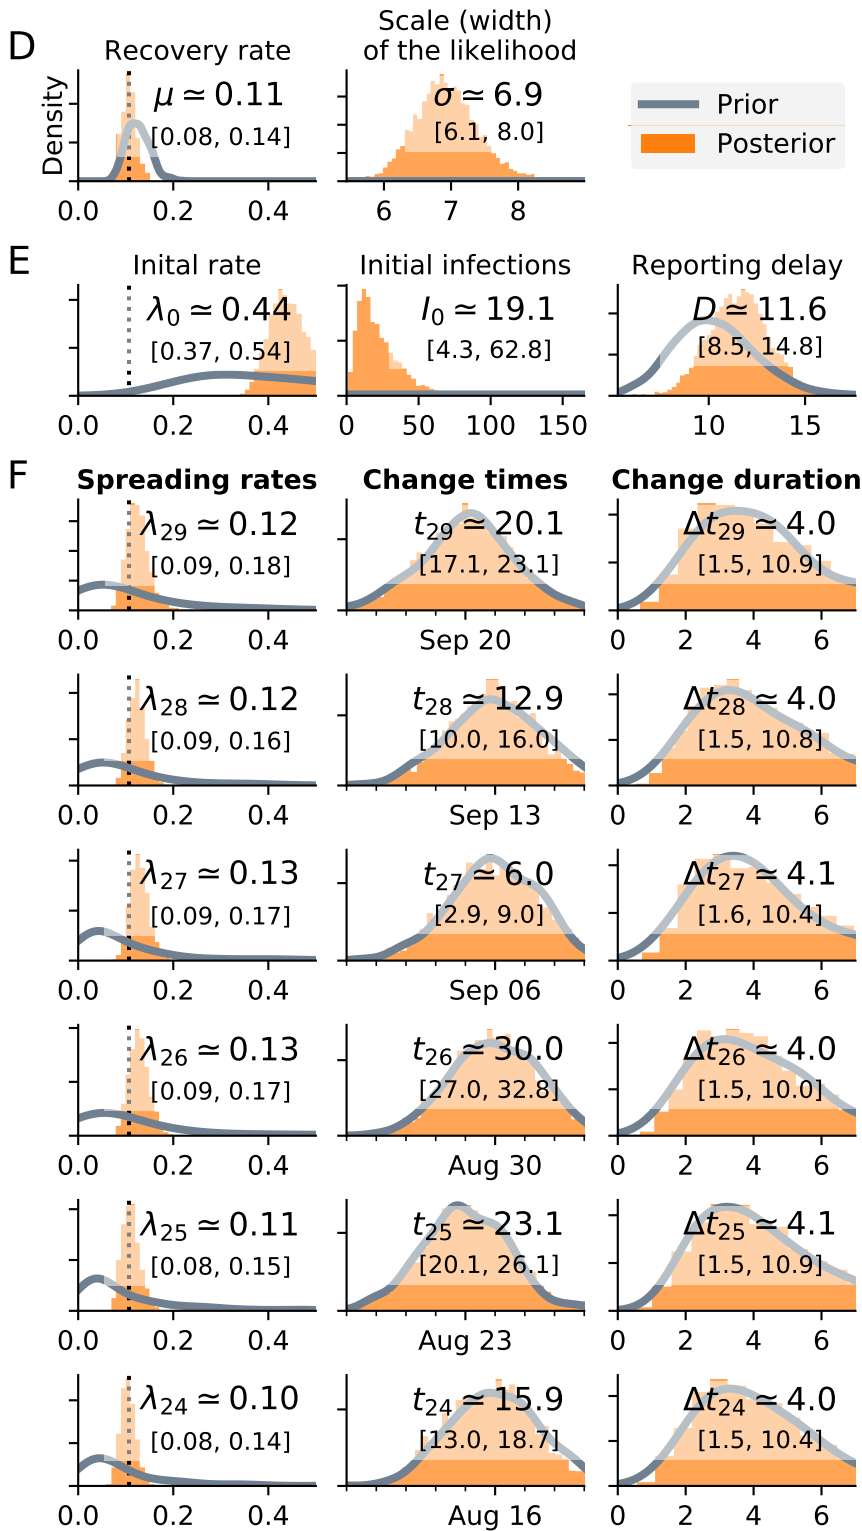 D
Recovery rate
Scale (width)
of the likelihood
Density
μ ≃ 0.11
[0.08, 0.14]
0.0 0.2 0.4
σ ≃ 6.9
[6.1, 8.0]
6 7 8
Prior
Posterior
E
Inital rate
Initial infections
Reporting delay
λ0 ≃ 0.44
[0.37, 0.54]
0.0 0.2 0.4
I0 ≃ 19.1
[4.3, 62.8]
0 50 100 150
D ≃ 11.6
[8.5, 14.8]
10 15
F
Spreading rates
Change times
Change duration
λ29 ≃ 0.12
[0.09, 0.18]
0.0 0.2 0.4
t29 ≃ 20.1
[17.1, 23.1]
Sep 20
Δt29 ≃ 4.0
[1.5, 10.9]
0 2 4 6
λ28 ≃ 0.12
[0.09, 0.16]
0.0 0.2 0.4
t28 ≃ 12.9
[10.0, 16.0]
Sep 13
Δt28 ≃ 4.0
[1.5, 10.8]
0 2 4 6
λ27 ≃ 0.13
[0.09, 0.17]
0.0 0.2 0.4
t27 ≃ 6.0
[2.9, 9.0]
Sep 06
Δt27 ≃ 4.1
[1.6, 10.4]
0 2 4 6
λ26 ≃ 0.13
[0.09, 0.17]
0.0 0.2 0.4
t26 ≃ 30.0
[27.0, 32.8]
Aug 30
Δt26 ≃ 4.0
[1.5, 10.0]
0 2 4 6
λ25 ≃ 0.11
[0.08, 0.15]
0.0 0.2 0.4
t25 ≃ 23.1
[20.1, 26.1]
Aug 23
Δt25 ≃ 4.1
[1.5, 10.9]
0 2 4 6
λ24 ≃ 0.10
[0.08, 0.14]
0.0 0.2 0.4
t24 ≃ 15.9
[13.0, 18.7]
Aug 16
Δt24 ≃ 4.0
[1.5, 10.4]
0 2 4 6